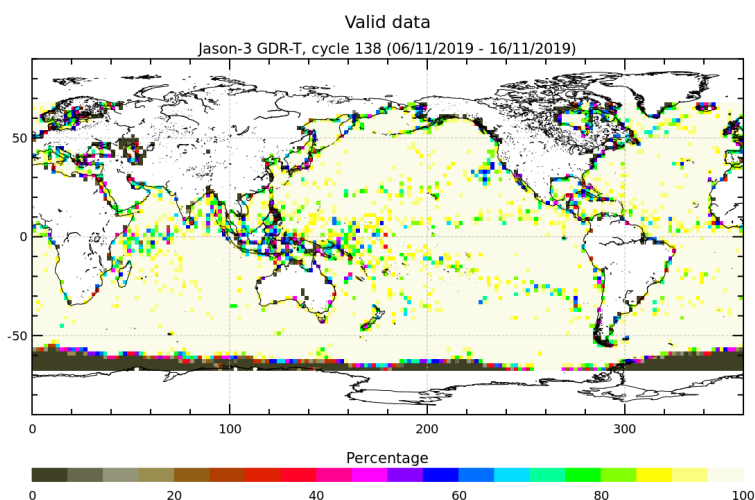 Valid data
Jason-3 GDR-T, cycle 138 (06/11/2019 - 16/11/2019)
50
0
-50
0 100 200 300
Percentage
0 20 40 60 80 100